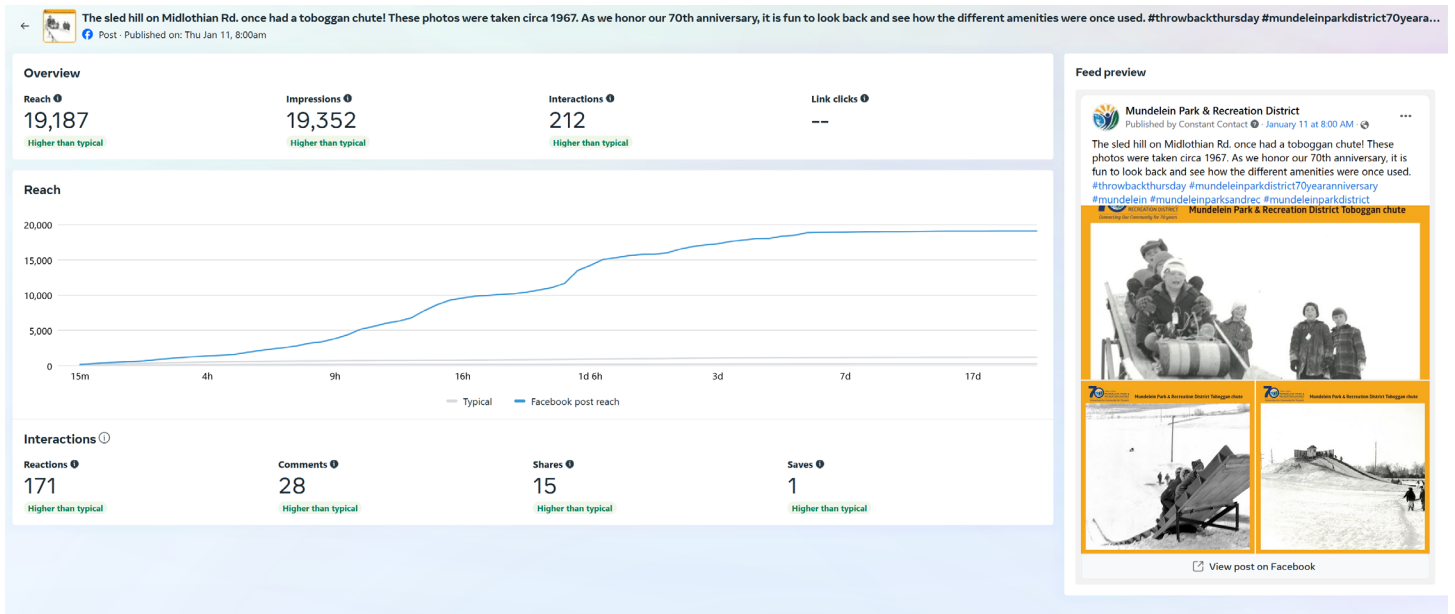 The sled hill on Midlothian Rd. once had a toboggan chute! These photos were taken circa 1967. As we honor our 70th anniversary, it is fun to look back and see how the different amenities were once used. #throwbackthursday #mundeleinparkdistrict70yeara...
Post · Published on: Thu Jan 11, 8:00am
Overview
Reach
Impressions
Interactions
Link clicks
19,187
19,352
212
--
Higher than typical
Higher than typical
Higher than typical
Reach
20,000
15,000
10,000
5,000
0
15m
4h
9h
16h
1d 6h
3d
7d
17d
Typical
Facebook post reach
Interactions
Reactions
Comments
Shares
Saves
171
28
15
1
Higher than typical
Higher than typical
Higher than typical
Higher than typical
Feed preview
Mundelein Park & Recreation District
Published by Constant Contact · January 11 at 8:00 AM ·
The sled hill on Midlothian Rd. once had a toboggan chute! These
photos were taken circa 1967. As we honor our 70th anniversary, it is
fun to look back and see how the different amenities were once used.
#throwbackthursday #mundeleinparkdistrict70yearanniversary
#mundelein #mundeleinparksandrec #mundeleinparkdistrict
RECREATION DISTRICT
Connecting Our Community for 70 years
Mundelein Park & Recreation District Toboggan chute
70
Mundelein Park & Recreation District Toboggan chute
70
Mundelein Park & Recreation District Toboggan chute
View post on Facebook